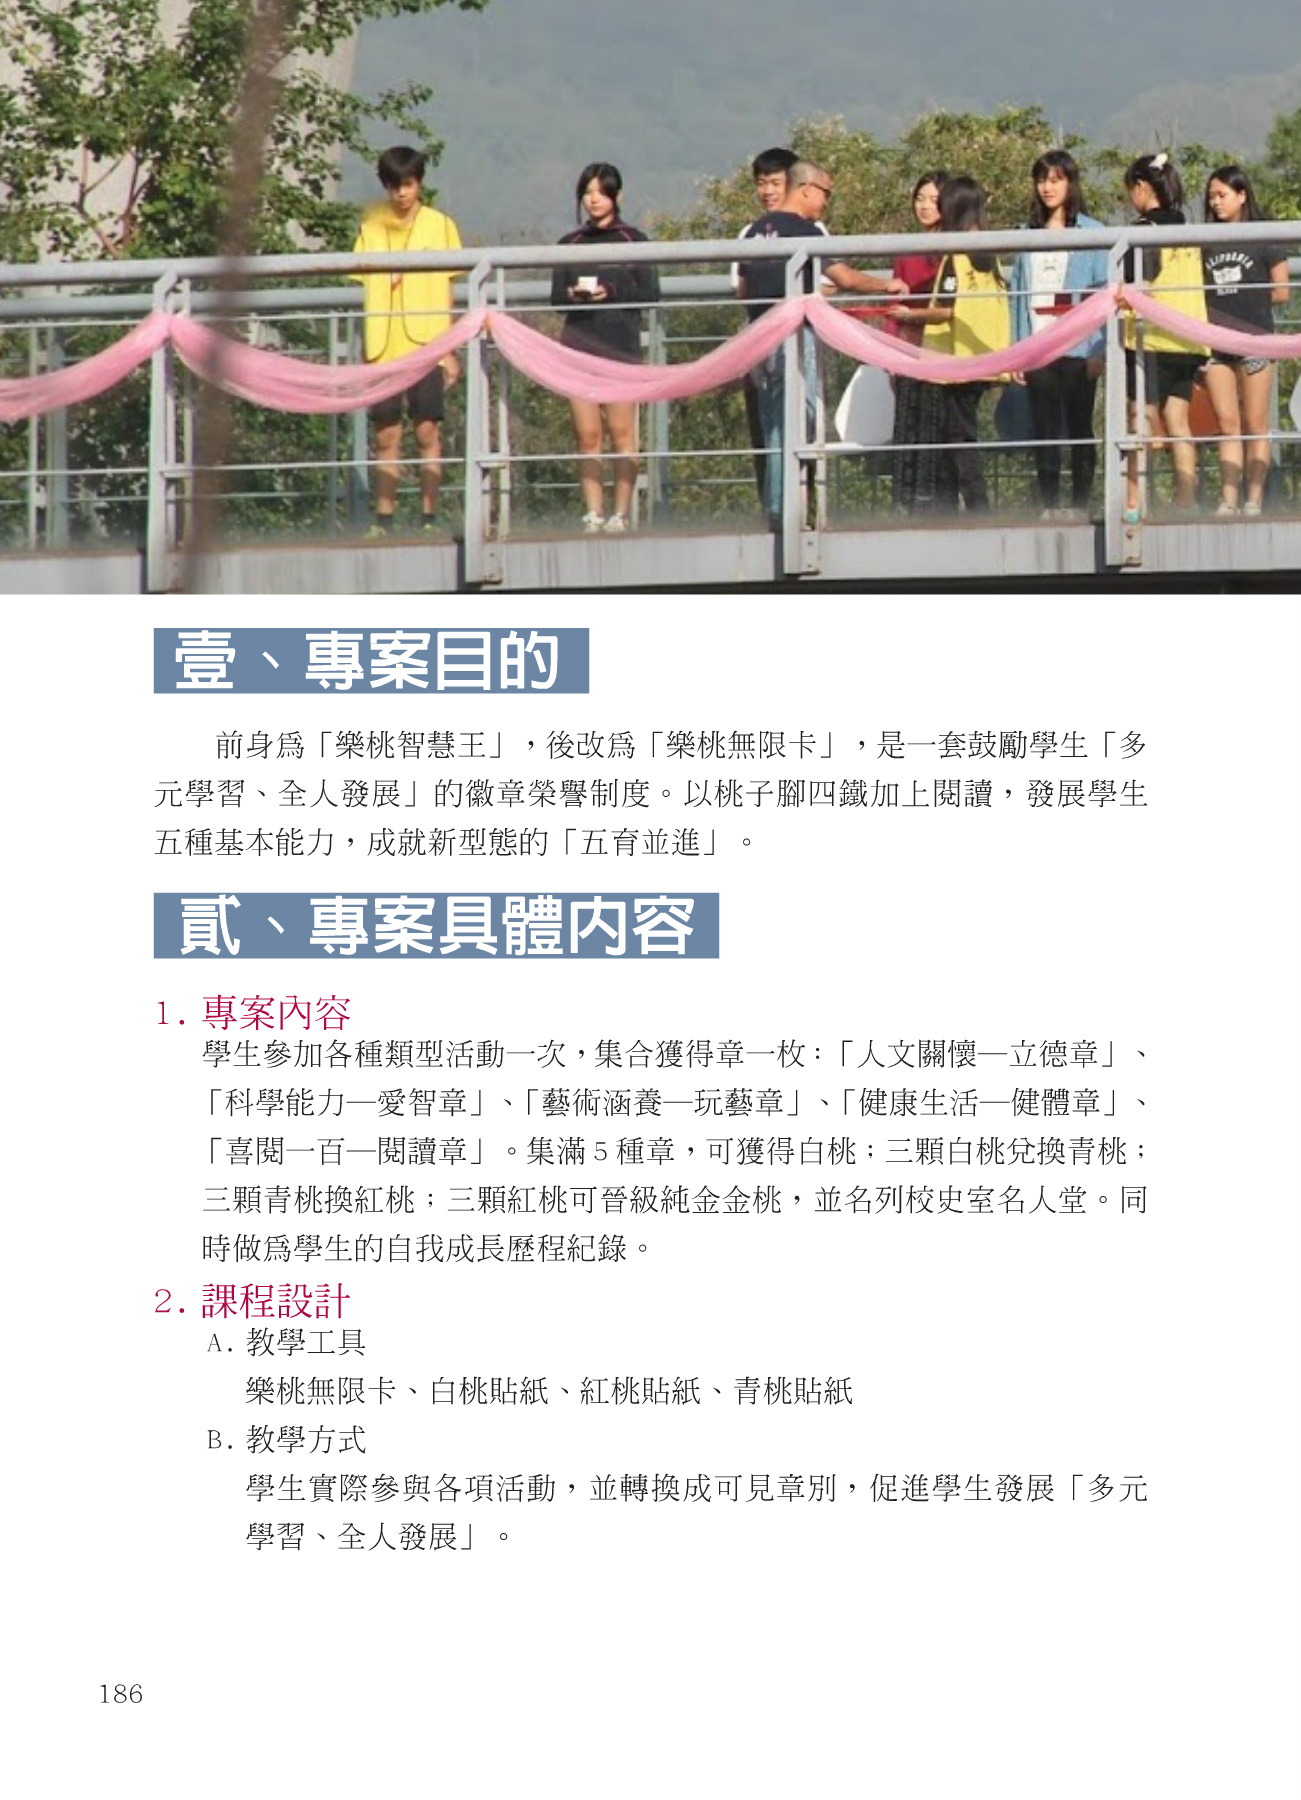 壹、專案目的
前身為「樂桃智慧王」，後改為「樂桃無限卡」，是一套鼓勵學生「多
元學習、全人發展」的徽章榮譽制度。以桃子腳四鐵加上閱讀，發展學生
五種基本能力，成就新型態的「五育並進」。
貳、專案具體內容
1. 專案內容
學生參加各種類型活動一次，集合獲得章一枚：「人文關懷—立德章」、
「科學能力—愛智章」、「藝術涵養—玩藝章」、「健康生活—健體章」、
「喜閱一百—閱讀章」。集滿5種章，可獲得白桃；三顆白桃兌換青桃；
三顆青桃換紅桃；三顆紅桃可晉級純金金桃，並名列校史室名人堂。同
時做為學生的自我成長歷程紀錄。
2. 課程設計
A. 教學工具
樂桃無限卡、白桃貼紙、紅桃貼紙、青桃貼紙
B. 教學方式
學生實際參與各項活動，並轉換成可見章別，促進學生發展「多元
學習、全人發展」。
186